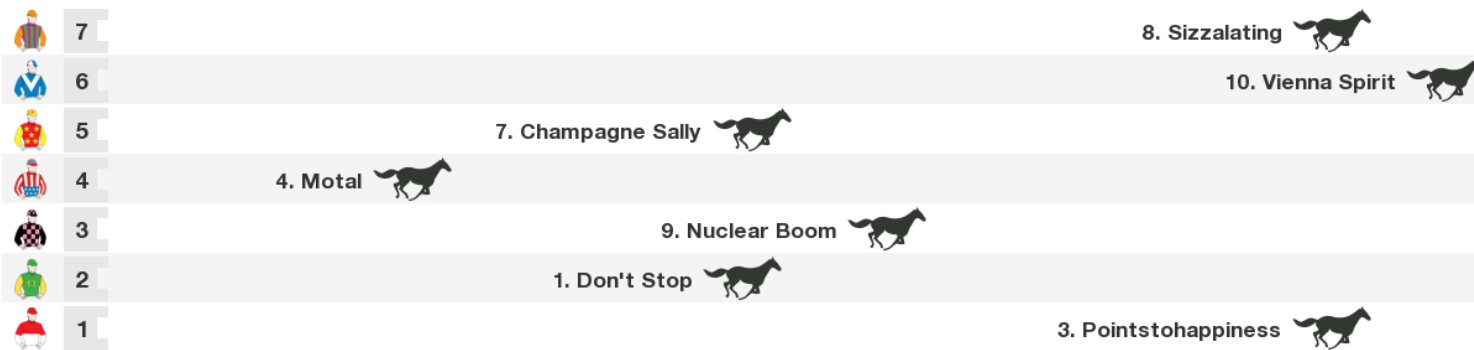 7 8. Sizzalating
6 10. Vienna Spirit
5 7. Champagne Sally
4 4. Motal
3 9. Nuclear Boom
2 1. Don't Stop
1 3. Pointstohappiness